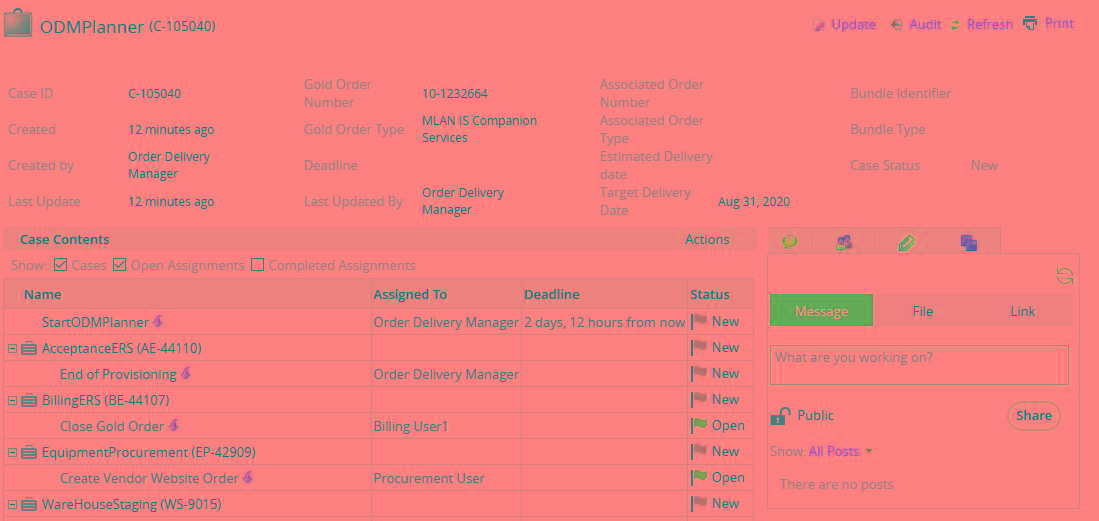 ODMPlanner (C-105040)
Update Audit Refresh Print
Case ID C-105040 Gold Order Number 10-1232664 Associated Order Number Bundle Identifier
Created 12 minutes ago Gold Order Type MLAN IS Companion Services Associated Order Type Bundle Type
Created by Order Delivery Manager Deadline Estimated Delivery date Case Status New
Last Update 12 minutes ago Last Updated By Order Delivery Manager Target Delivery Date Aug 31, 2020
Case Contents Actions
Show: Cases Open Assignments Completed Assignments
Name Assigned To Deadline Status
StartODMPlanner Order Delivery Manager 2 days, 12 hours from now New
AcceptanceERS (AE-44110) New
End of Provisioning Order Delivery Manager New
BillingERS (BE-44107) New
Close Gold Order Billing User1 Open
EquipmentProcurement (EP-42909) New
Create Vendor Website Order Procurement User Open
WareHouseStaging (WS-9015) New
Message File Link
What are you working on?
Public Share
Show: All Posts
There are no posts